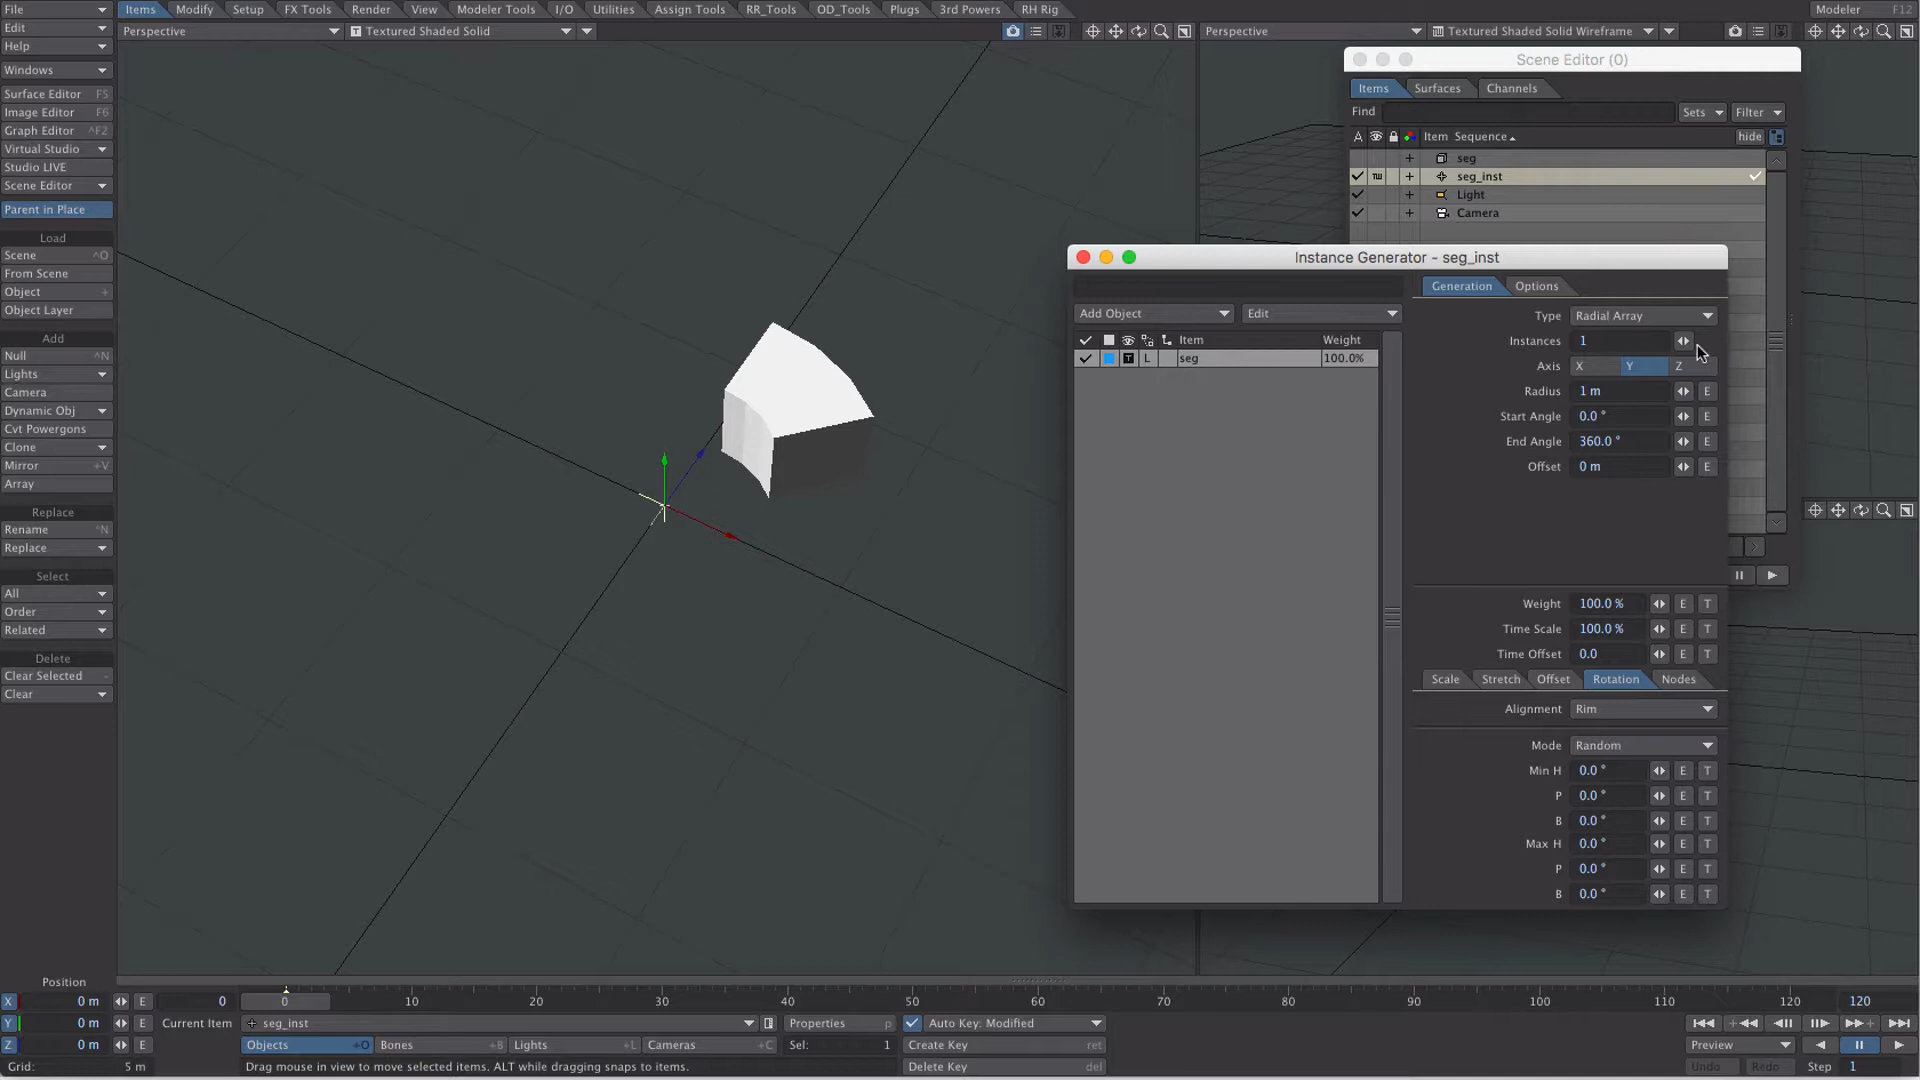 File Items Modify Setup FX Tools Render View Modeler Tools I/O Utilities Assign Tools RR_Tools OD_Tools Plugs 3rd Powers RH Rig Modeler F12
Edit
Help
Windows
Surface Editor F5
Image Editor F6
Graph Editor ^F2
Virtual Studio
Studio LIVE
Scene Editor
Parent in Place
Load
Scene ^O
From Scene
Object +
Object Layer
Add
Null ^N
Lights
Camera
Dynamic Obj
Cvt Powergons
Clone
Mirror +V
Array
Replace
Rename ^N
Replace
Select
All
Order
Related
Delete
Clear Selected -
Clear
Perspective Textured Shaded Solid
Perspective Textured Shaded Solid Wireframe
Scene Editor (0)
Items Surfaces Channels
Find Sets Filter
A Item Sequence hide
+ seg
+ seg_inst
+ Light
+ Camera
Instance Generator - seg_inst
Add Object Edit
Item Weight
T L seg 100.0%
Generation Options
Type Radial Array
Instances 1
Axis X Y Z
Radius 1 m E
Start Angle 0.0 ° E
End Angle 360.0 ° E
Offset 0 m E
Weight 100.0 % E T
Time Scale 100.0 % E T
Time Offset 0.0 E T
Scale Stretch Offset Rotation Nodes
Alignment Rim
Mode Random
Min H 0.0 ° E T
P 0.0 ° E T
B 0.0 ° E T
Max H 0.0 ° E T
P 0.0 ° E T
B 0.0 ° E T
Position
X 0 m E 0 0 10 20 30 40 50 60 70 80 90 100 110 120 120
Y 0 m E Current Item seg_inst Properties p Auto Key: Modified
Z 0 m E Objects +O Bones +B Lights +L Cameras +C Sel: 1 Create Key ret Preview
Grid: 5 m Drag mouse in view to move selected items. ALT while dragging snaps to items. Delete Key del Undo Redo Step 1